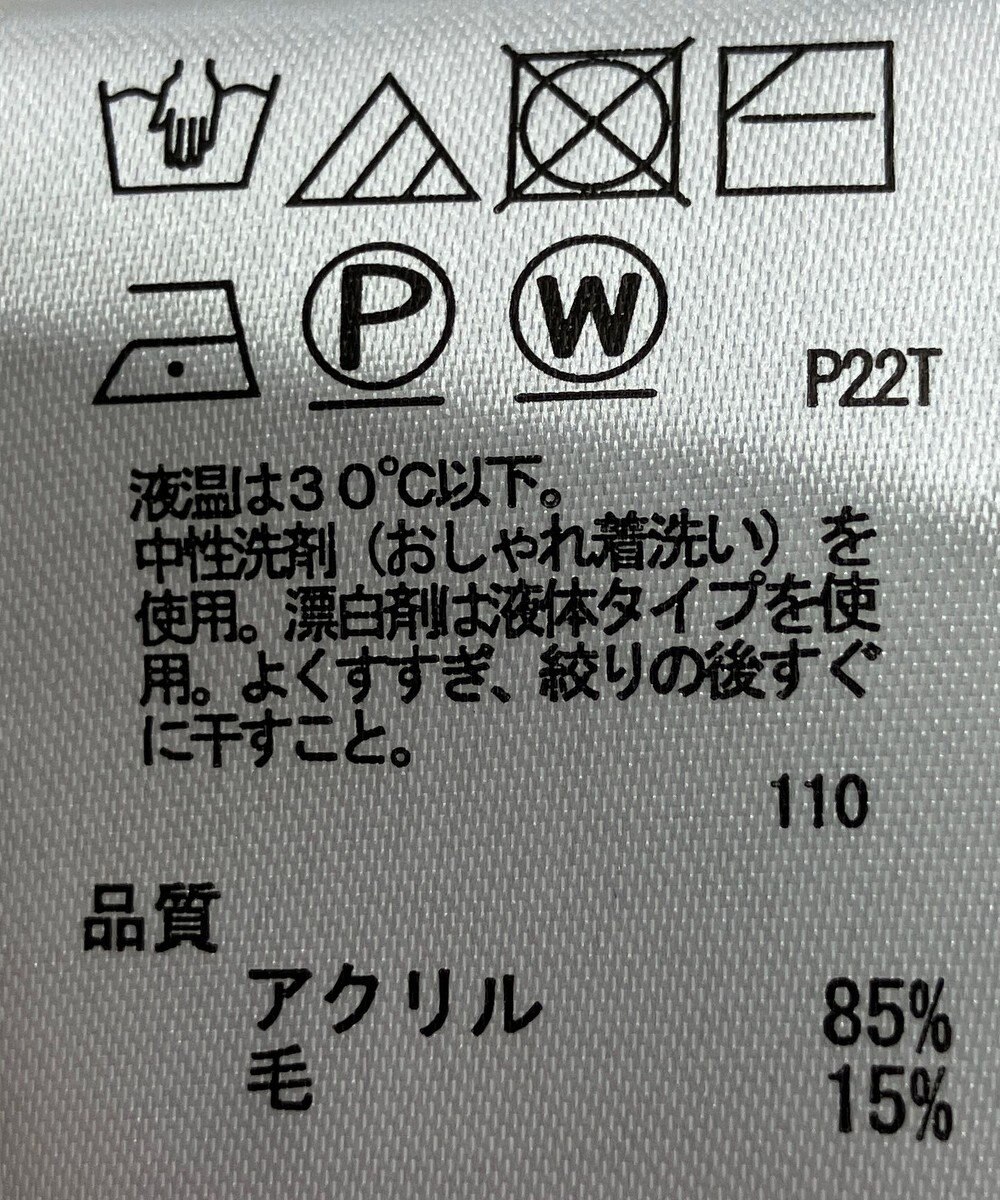 P
W
P22T
液温は30℃以下。
中性洗剤（おしゃれ着洗い）を
使用。漂白剤は液体タイプを使
用。よくすすぎ、絞りの後すぐ
に干すこと。
110
品質
アクリル 85%
毛 15%